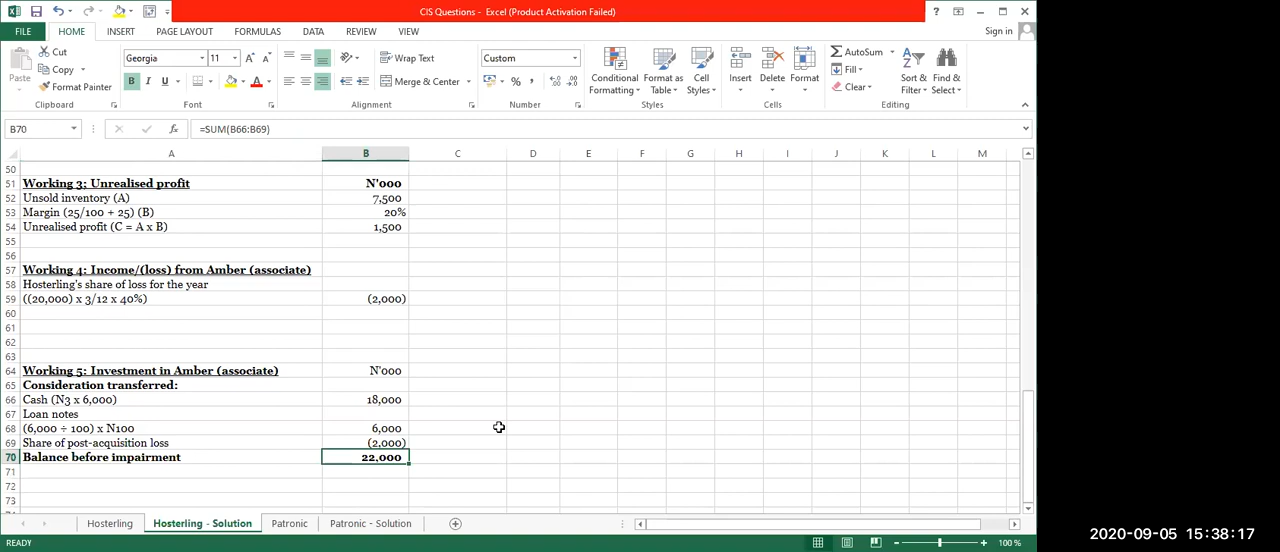 CIS Questions - Excel (Product Activation Failed)
?
FILE HOME INSERT PAGE LAYOUT FORMULAS DATA REVIEW VIEW Sign in
Paste Cut Copy Format Painter
Clipboard
Georgia 11
B I U A
Font
Wrap Text
Merge & Center
Alignment
Custom
% ,
Number
Conditional Formatting Format as Table Cell Styles
Styles
Insert Delete Format
Cells
AutoSum
Fill
Clear
Sort & Filter Find & Select
Editing
B70 fx =SUM(B66:B69)
A B C D E F G H I J K L M
50
51 Working 3; Unrealised profit N'000
52 Unsold inventory (A) 7,500
53 Margin (25/100 + 25) (B) 20%
54 Unrealised profit (C = A x B) 1,500
55
56
57 Working 4: Income/(loss) from Amber (associate)
58 Hosterling's share of loss for the year
59 ((20,000) x 3/12 x 40%) (2,000)
60
61
62
63
64 Working 5: Investment in Amber (associate) N'000
65 Consideration transferred:
66 Cash (N3 x 6,000) 18,000
67 Loan notes
68 (6,000 ÷ 100) x N100 6,000
69 Share of post-acquisition loss (2,000)
70 Balance before impairment 22,000
71
72
73
Hosterling Hosterling - Solution Patronic Patronic - Solution
READY 100 %
2020-09-05 15:38:17